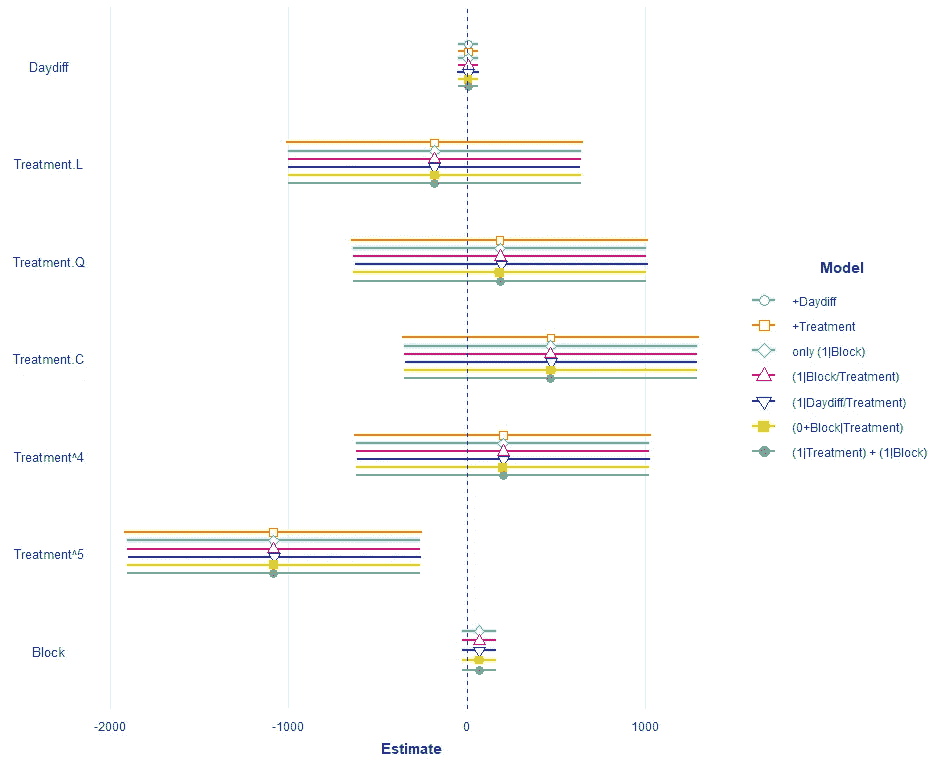 Daydiff
Treatment.L
Treatment.Q
Treatment.C
Treatment^4
Treatment^5
Block
-2000
-1000
0
1000
Estimate
Model
+Daydiff
+Treatment
only (1|Block)
(1|Block/Treatment)
(1|Daydiff/Treatment)
(0+Block|Treatment)
(1|Treatment) + (1|Block)